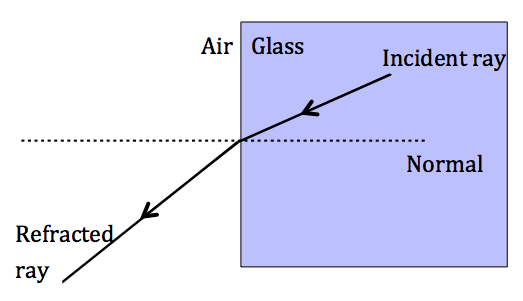 Air
Glass
Incident ray
Normal
Refracted
ray